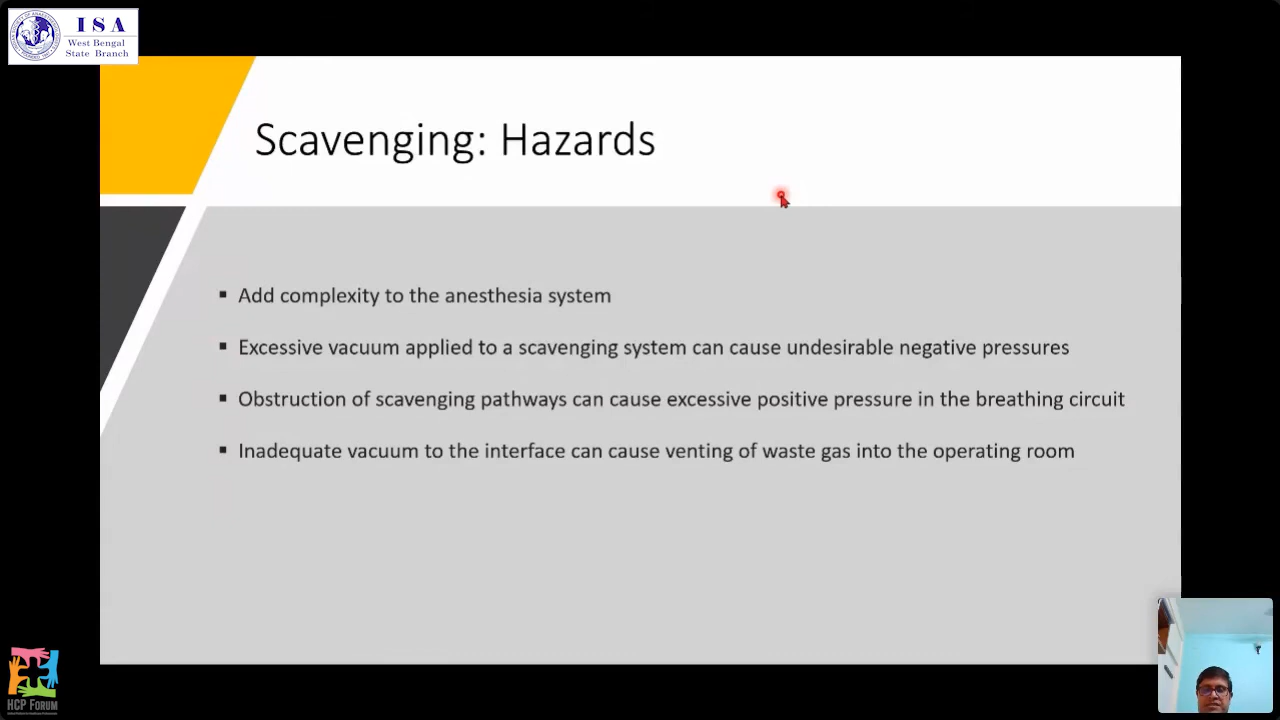 ISA
West Bengal
State Branch
Scavenging: Hazards
▪ Add complexity to the anesthesia system
▪ Excessive vacuum applied to a scavenging system can cause undesirable negative pressures
▪ Obstruction of scavenging pathways can cause excessive positive pressure in the breathing circuit
▪ Inadequate vacuum to the interface can cause venting of waste gas into the operating room
HCP FORUM